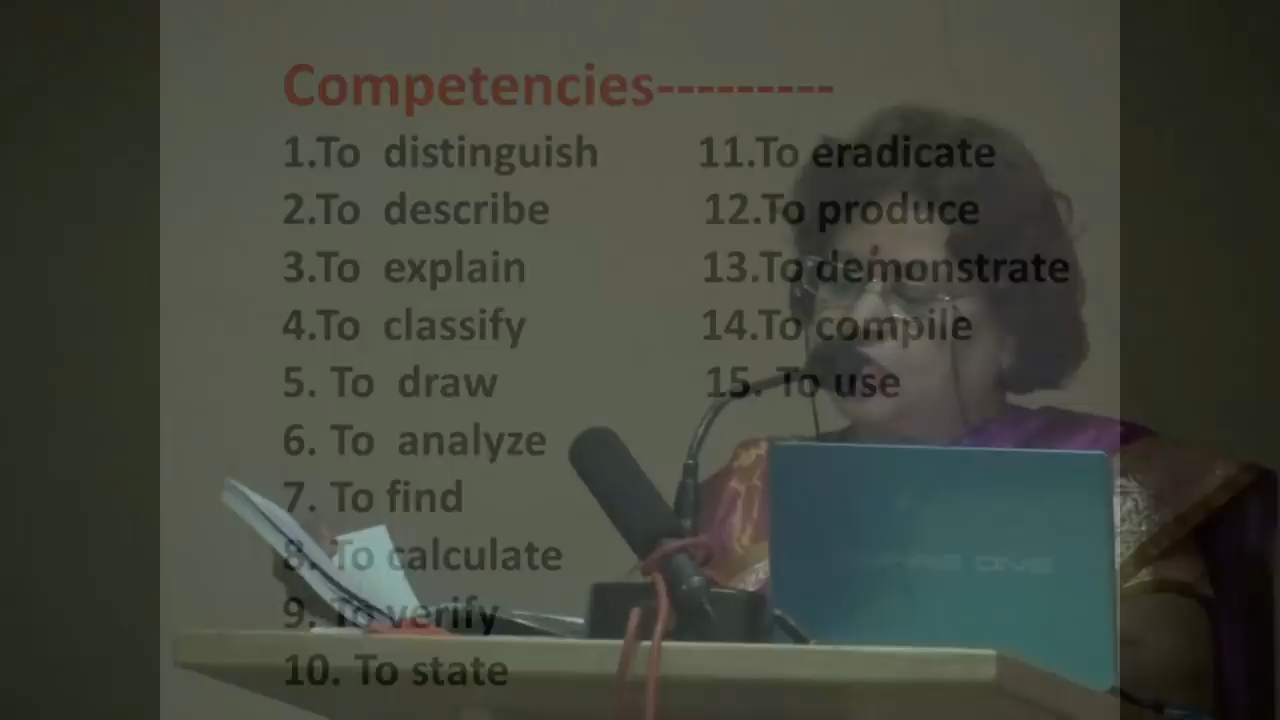 Competencies---------
1.To distinguish
2.To describe
3.To explain
4.To classify
5. To draw
6. To analyze
7. To find
8. To calculate
9. To verify
10. To state
11.To eradicate
12.To produce
13.To demonstrate
14.To compile
15. To use